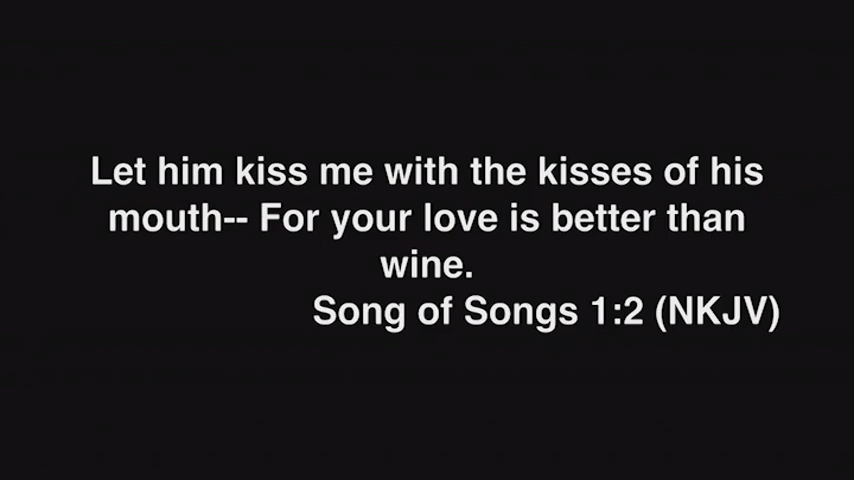 Let him kiss me with the kisses of his
mouth-- For your love is better than
wine.
Song of Songs 1:2 (NKJV)